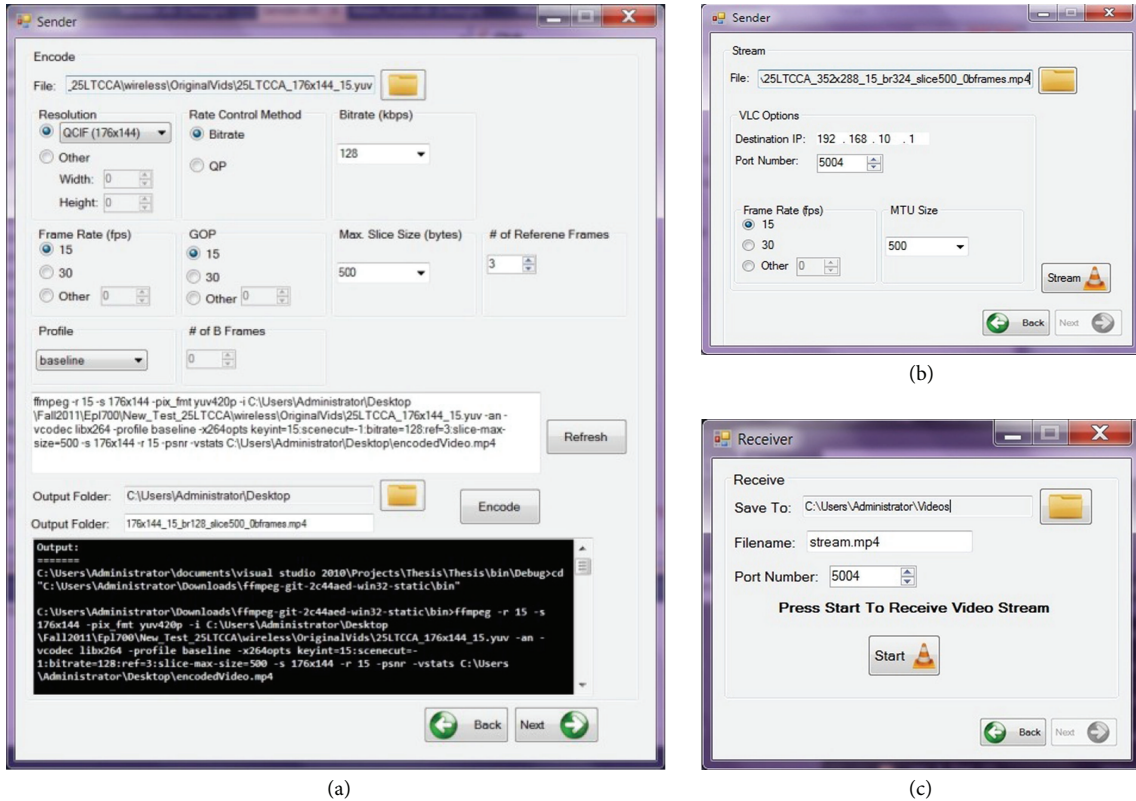 Sender
Encode
File: _25LTCCA\wireless\OriginalVids\25LTCCA_176x144_15.yuv
Resolution
QCIF (176x144)
Other
Width: 0
Height: 0
Rate Control Method
Bitrate
QP
Bitrate (kbps)
128
Frame Rate (fps)
15
30
Other 0
GOP
15
30
Other 0
Max. Slice Size (bytes)
500
# of Referene Frames
3
Profile
baseline
# of B Frames
0
ffmpeg -r 15 -s 176x144 -pix_fmt yuv420p -i C:\Users\Administrator\Desktop
\Fall2011\Epl700\New_Test_25LTCCA\wireless\OriginalVids\25LTCCA_176x144_15.yuv -an -
vcodec libx264 -profile baseline -x264opts keyint=15:scenecut=-1:bitrate=128:ref=3:slice-max-
size=500 -s 176x144 -r 15 -psnr -vstats C:\Users\Administrator\Desktop\encodedVideo.mp4
Refresh
Output Folder: C:\Users\Administrator\Desktop
Output Folder: 176x144_15_br128_slice500_0bframes.mp4
Encode
Output:
=======
C:\Users\Administrator\documents\visual studio 2010\Projects\Thesis\Thesis\bin\Debug>cd
"C:\Users\Administrator\Downloads\ffmpeg-git-2c44aed-win32-static\bin"
C:\Users\Administrator\Downloads\ffmpeg-git-2c44aed-win32-static\bin>ffmpeg -r 15 -s
176x144 -pix_fmt yuv420p -i C:\Users\Administrator\Desktop
\Fall2011\Epl700\New_Test_25LTCCA\wireless\OriginalVids\25LTCCA_176x144_15.yuv -an -
vcodec libx264 -profile baseline -x264opts keyint=15:scenecut=-
1:bitrate=128:ref=3:slice-max-size=500 -s 176x144 -r 15 -psnr -vstats C:\Users
\Administrator\Desktop\encodedVideo.mp4
Back
Next
(a)
Sender
Stream
File: \25LTCCA_352x288_15_br324_slice500_0bframes.mp4
VLC Options
Destination IP: 192 . 168 . 10 . 1
Port Number: 5004
Frame Rate (fps)
15
30
Other 0
MTU Size
500
Stream
Back
Next
(b)
Receiver
Receive
Save To: C:\Users\Administrator\Videos
Filename: stream.mp4
Port Number: 5004
Press Start To Receive Video Stream
Start
Back
Next
(c)